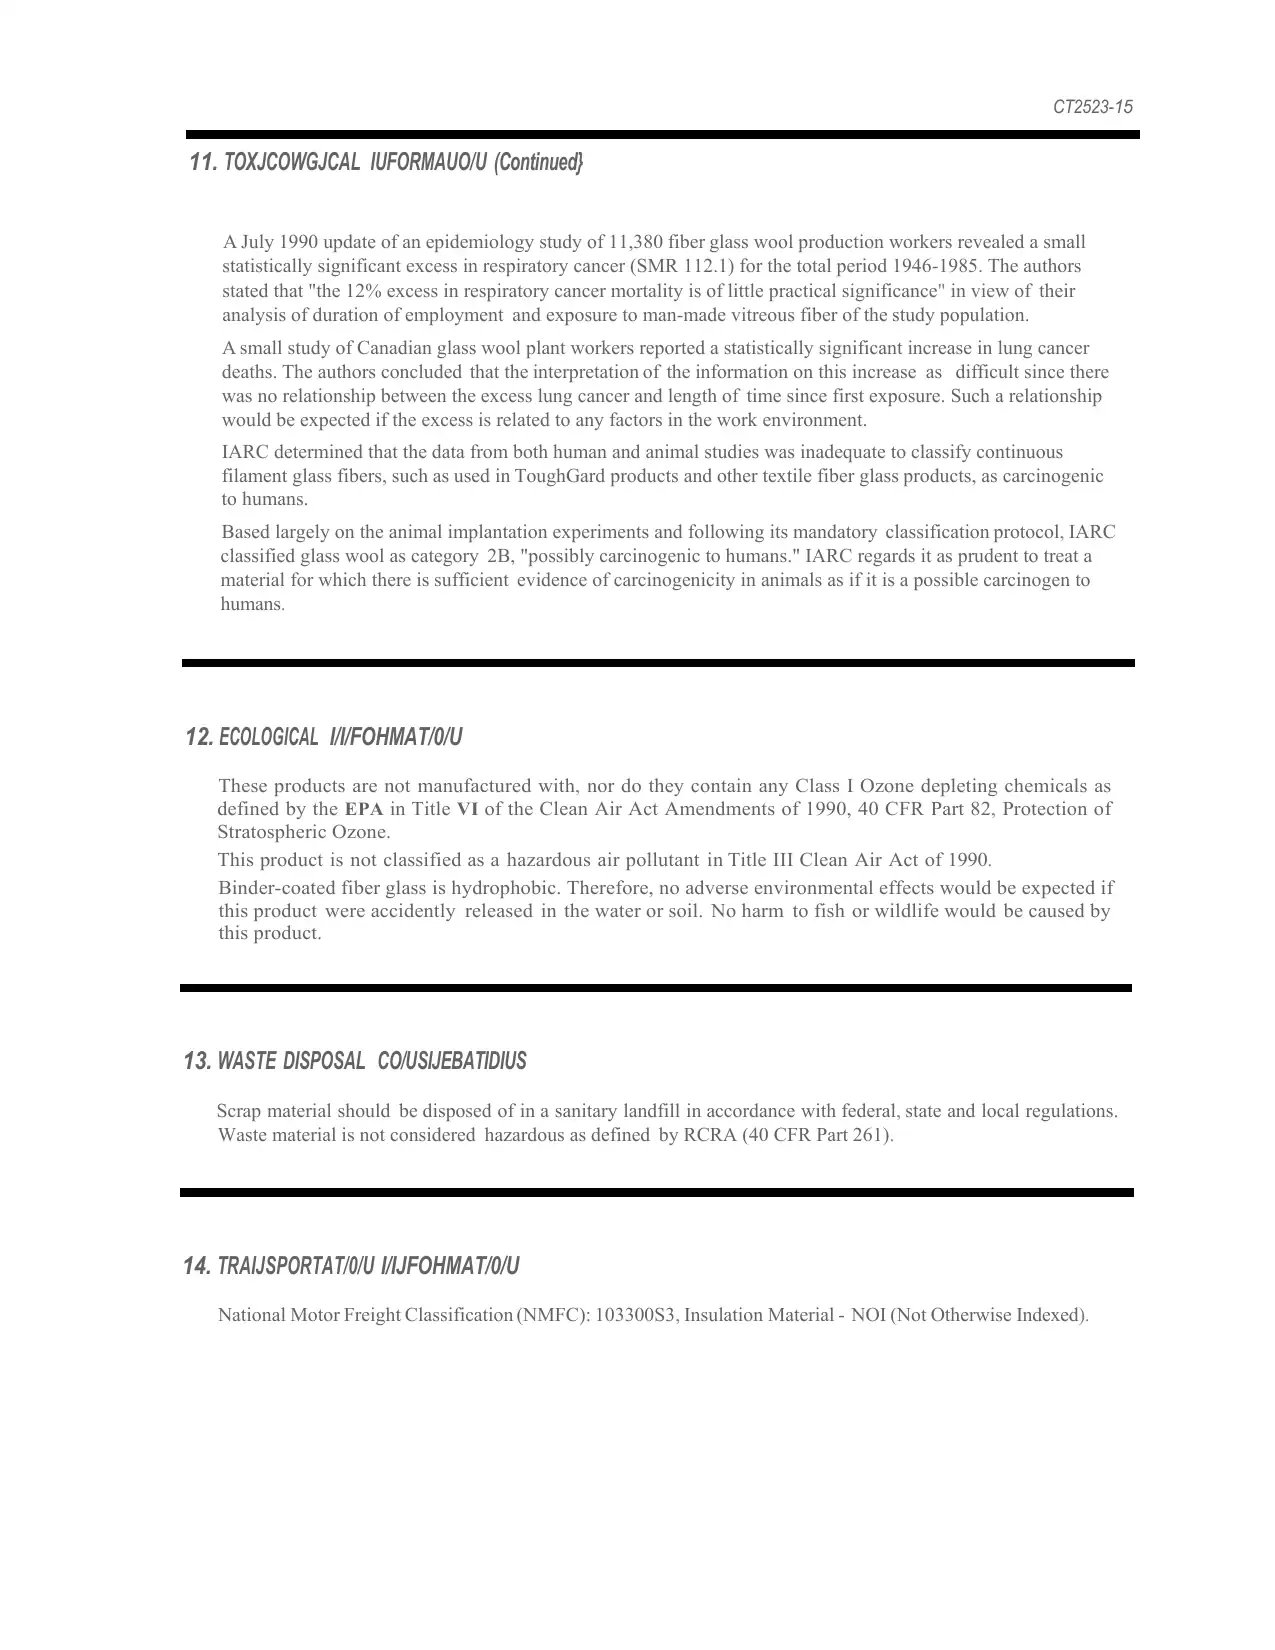 CT2523-15
11. TOXJCOWGJCAL IUFORMAUO/U (Continued}
A July 1990 update of an epidemiology study of 11,380 fiber glass wool production workers revealed a small
statistically significant excess in respiratory cancer (SMR 112.1) for the total period 1946-1985. The authors
stated that "the 12% excess in respiratory cancer mortality is of little practical significance" in view of their
analysis of duration of employment and exposure to man-made vitreous fiber of the study population.
A small study of Canadian glass wool plant workers reported a statistically significant increase in lung cancer
deaths. The authors concluded that the interpretation of the information on this increase as difficult since there
was no relationship between the excess lung cancer and length of time since first exposure. Such a relationship
would be expected if the excess is related to any factors in the work environment.
IARC determined that the data from both human and animal studies was inadequate to classify continuous
filament glass fibers, such as used in ToughGard products and other textile fiber glass products, as carcinogenic
to humans.
Based largely on the animal implantation experiments and following its mandatory classification protocol, IARC
classified glass wool as category 2B, "possibly carcinogenic to humans." IARC regards it as prudent to treat a
material for which there is sufficient evidence of carcinogenicity in animals as if it is a possible carcinogen to
humans.
12. ECOLOGICAL I/I/FOHMAT/0/U
These products are not manufactured with, nor do they contain any Class I Ozone depleting chemicals as
defined by the EPA in Title VI of the Clean Air Act Amendments of 1990, 40 CFR Part 82, Protection of
Stratospheric Ozone.
This product is not classified as a hazardous air pollutant in Title III Clean Air Act of 1990.
Binder-coated fiber glass is hydrophobic. Therefore, no adverse environmental effects would be expected if
this product were accidently released in the water or soil. No harm to fish or wildlife would be caused by
this product.
13. WASTE DISPOSAL CO/USIJEBATIDIUS
Scrap material should be disposed of in a sanitary landfill in accordance with federal, state and local regulations.
Waste material is not considered hazardous as defined by RCRA (40 CFR Part 261).
14. TRAIJSPORTAT/0/U I/IJFOHMAT/0/U
National Motor Freight Classification (NMFC): 103300S3, Insulation Material - NOI (Not Otherwise Indexed).